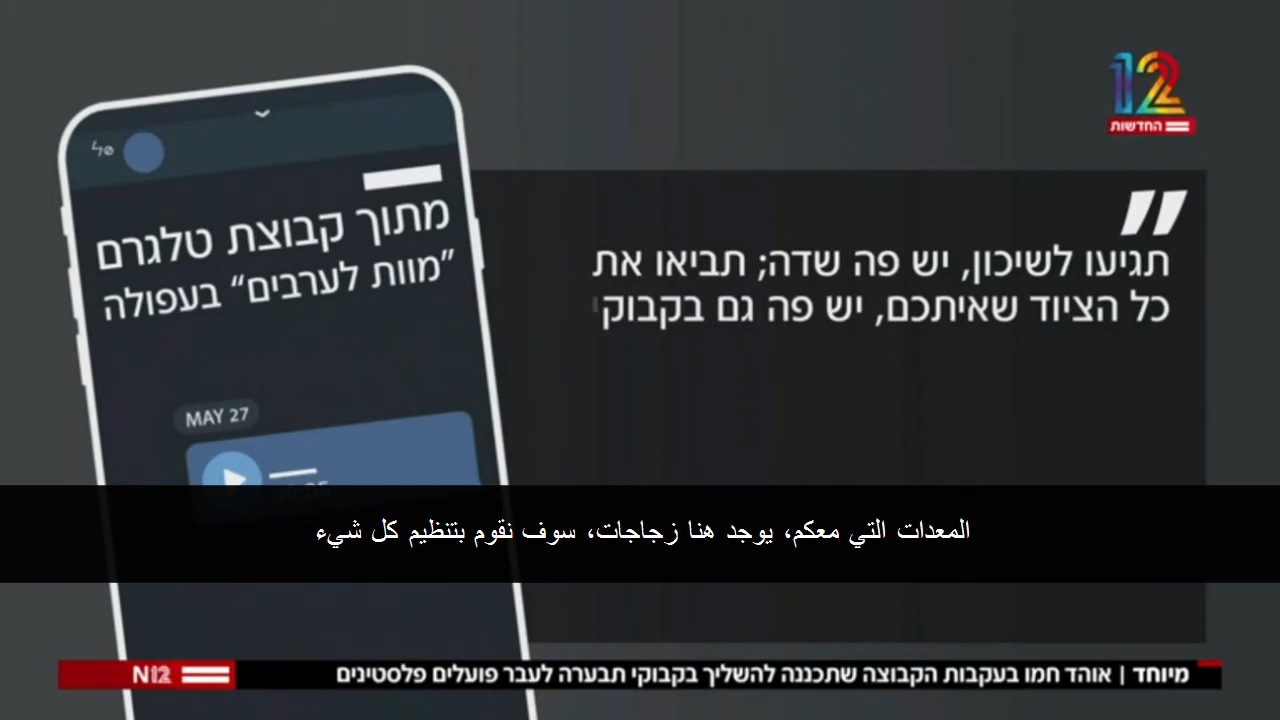 12
החדשות
מתוך קבוצת טלגרם
"מוות לערבים" בעפולה
MAY 27
"
תגיעו לשיכון, יש פה שדה; תביאו את
כל הציוד שאיתכם, יש פה גם בקבוק
المعدات التي معكم، يوجد هنا زجاجات، سوف نقوم بتنظيم كل شيء
מיוחד | אוהד חמו בעקבות הקבוצה שתכננה להשליך בקבוקי תבערה לעבר פועלים פלסטינים
N12